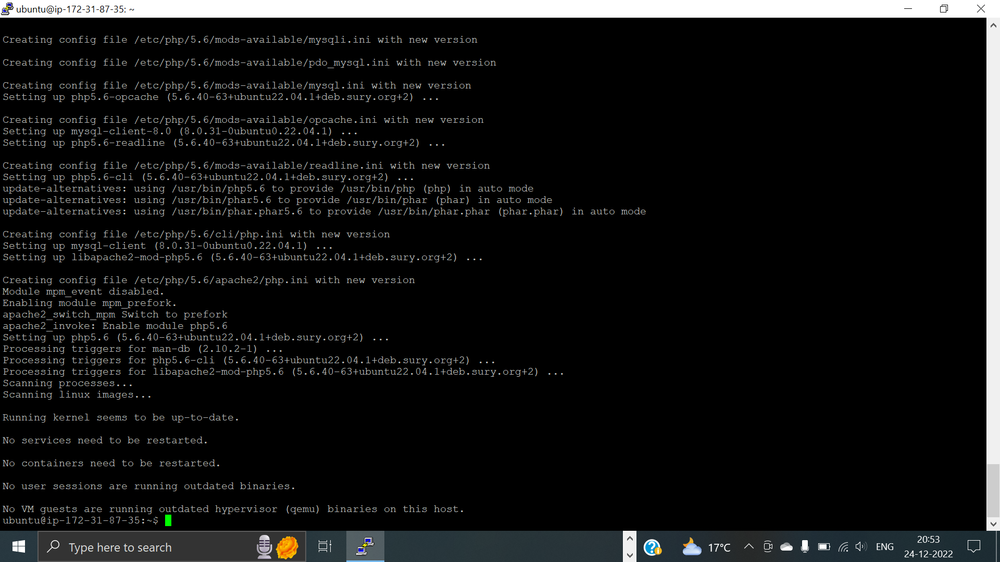 ubuntu@ip-172-31-87-35: ~
Creating config file /etc/php/5.6/mods-available/mysqli.ini with new version
Creating config file /etc/php/5.6/mods-available/pdo_mysql.ini with new version
Creating config file /etc/php/5.6/mods-available/mysql.ini with new version
Setting up php5.6-opcache (5.6.40-63+ubuntu22.04.1+deb.sury.org+2) ...
Creating config file /etc/php/5.6/mods-available/opcache.ini with new version
Setting up mysql-client-8.0 (8.0.31-0ubuntu0.22.04.1) ...
Setting up php5.6-readline (5.6.40-63+ubuntu22.04.1+deb.sury.org+2) ...
Creating config file /etc/php/5.6/mods-available/readline.ini with new version
Setting up php5.6-cli (5.6.40-63+ubuntu22.04.1+deb.sury.org+2) ...
update-alternatives: using /usr/bin/php5.6 to provide /usr/bin/php (php) in auto mode
update-alternatives: using /usr/bin/phar5.6 to provide /usr/bin/phar (phar) in auto mode
update-alternatives: using /usr/bin/phar.phar5.6 to provide /usr/bin/phar.phar (phar.phar) in auto mode
Creating config file /etc/php/5.6/cli/php.ini with new version
Setting up mysql-client (8.0.31-0ubuntu0.22.04.1) ...
Setting up libapache2-mod-php5.6 (5.6.40-63+ubuntu22.04.1+deb.sury.org+2) ...
Creating config file /etc/php/5.6/apache2/php.ini with new version
Module mpm_event disabled.
Enabling module mpm_prefork.
apache2_switch_mpm Switch to prefork
apache2_invoke: Enable module php5.6
Setting up php5.6 (5.6.40-63+ubuntu22.04.1+deb.sury.org+2) ...
Processing triggers for man-db (2.10.2-1) ...
Processing triggers for php5.6-cli (5.6.40-63+ubuntu22.04.1+deb.sury.org+2) ...
Processing triggers for libapache2-mod-php5.6 (5.6.40-63+ubuntu22.04.1+deb.sury.org+2) ...
Scanning processes...
Scanning linux images...
Running kernel seems to be up-to-date.
No services need to be restarted.
No containers need to be restarted.
No user sessions are running outdated binaries.
No VM guests are running outdated hypervisor (qemu) binaries on this host.
ubuntu@ip-172-31-87-35:~$
Type here to search
17°C
ENG
20:53
24-12-2022